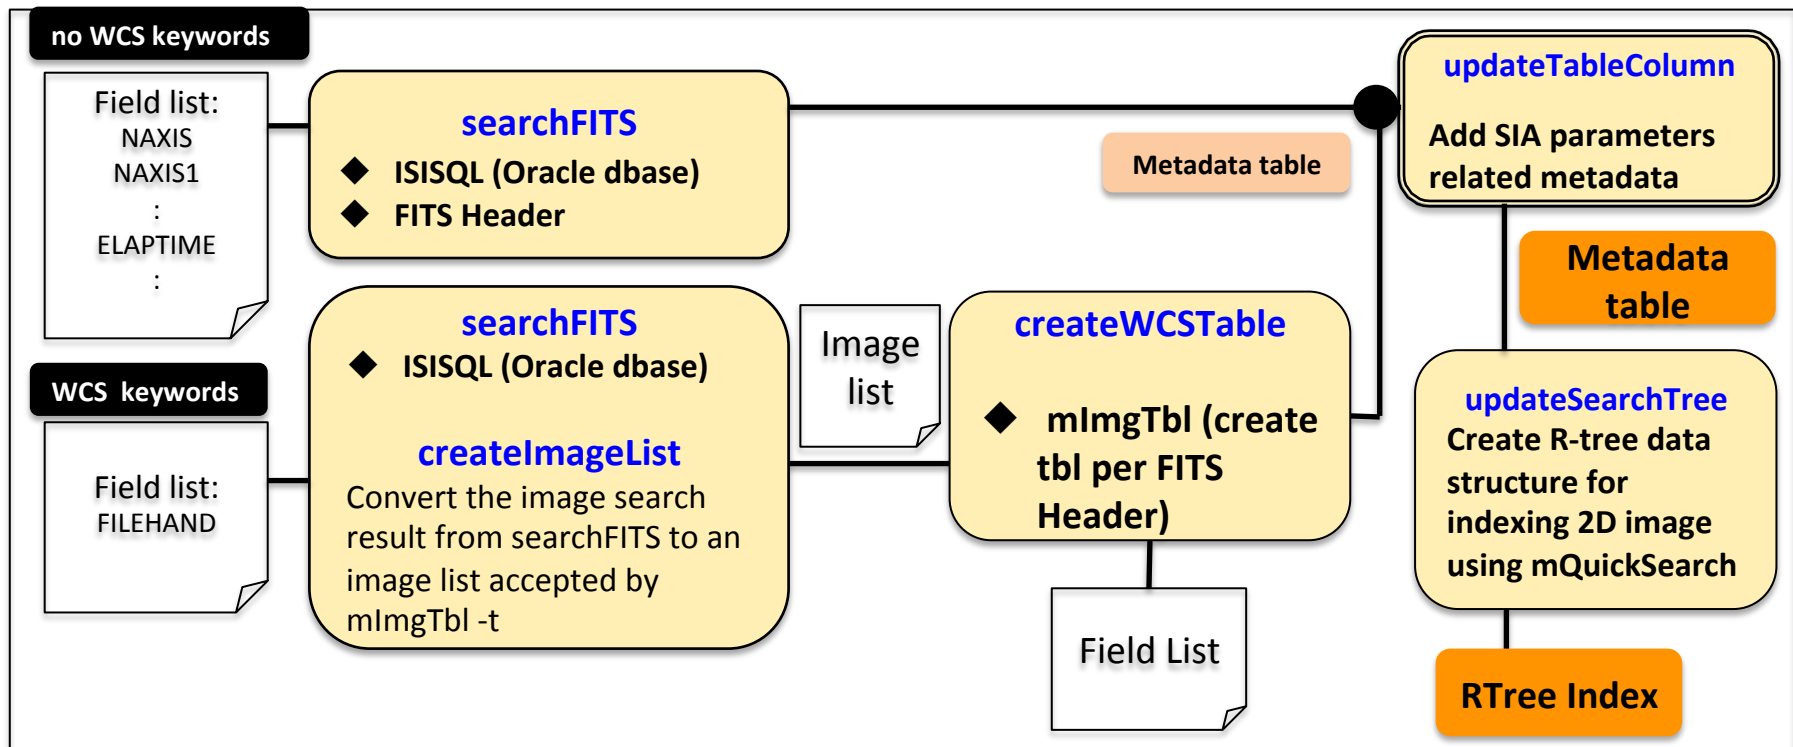 no WCS keywords
Field list:
NAXIS
NAXIS1
:
ELAPTIME
:
searchFITS
◆ ISISQL (Oracle dbase)
◆ FITS Header
Metadata table
updateTableColumn
Add SIA parameters
related metadata
Metadata
table
WCS keywords
Field list:
FILEHAND
searchFITS
◆ ISISQL (Oracle dbase)
createImageList
Convert the image search
result from searchFITS to an
image list accepted by
mImgTbl -t
Image
list
createWCSTable
◆ mImgTbl (create
tbl per FITS
Header)
Field List
updateSearchTree
Create R-tree data
structure for
indexing 2D image
using mQuickSearch
RTree Index